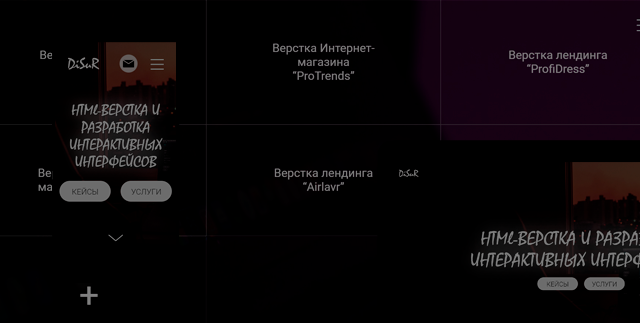 Ве
Верстка Интернет-
магазина
“ProTrends”
Верстка лендинга
“ProfiDress”
DiSuR
HTML-ВЕРСТКА И
РАЗРАБОТКА
ИНТЕРАКТИВНЫХ
ИНТЕРФЕЙСОВ
КЕЙСЫ
УСЛУГИ
Ве
ма
Верстка лендинга
“Airlavr”
DiSuR
HTML-ВЕРСТКА И РАЗРА
ИНТЕРАКТИВНЫХ ИНТЕРФ
КЕЙСЫ
УСЛУГИ
+